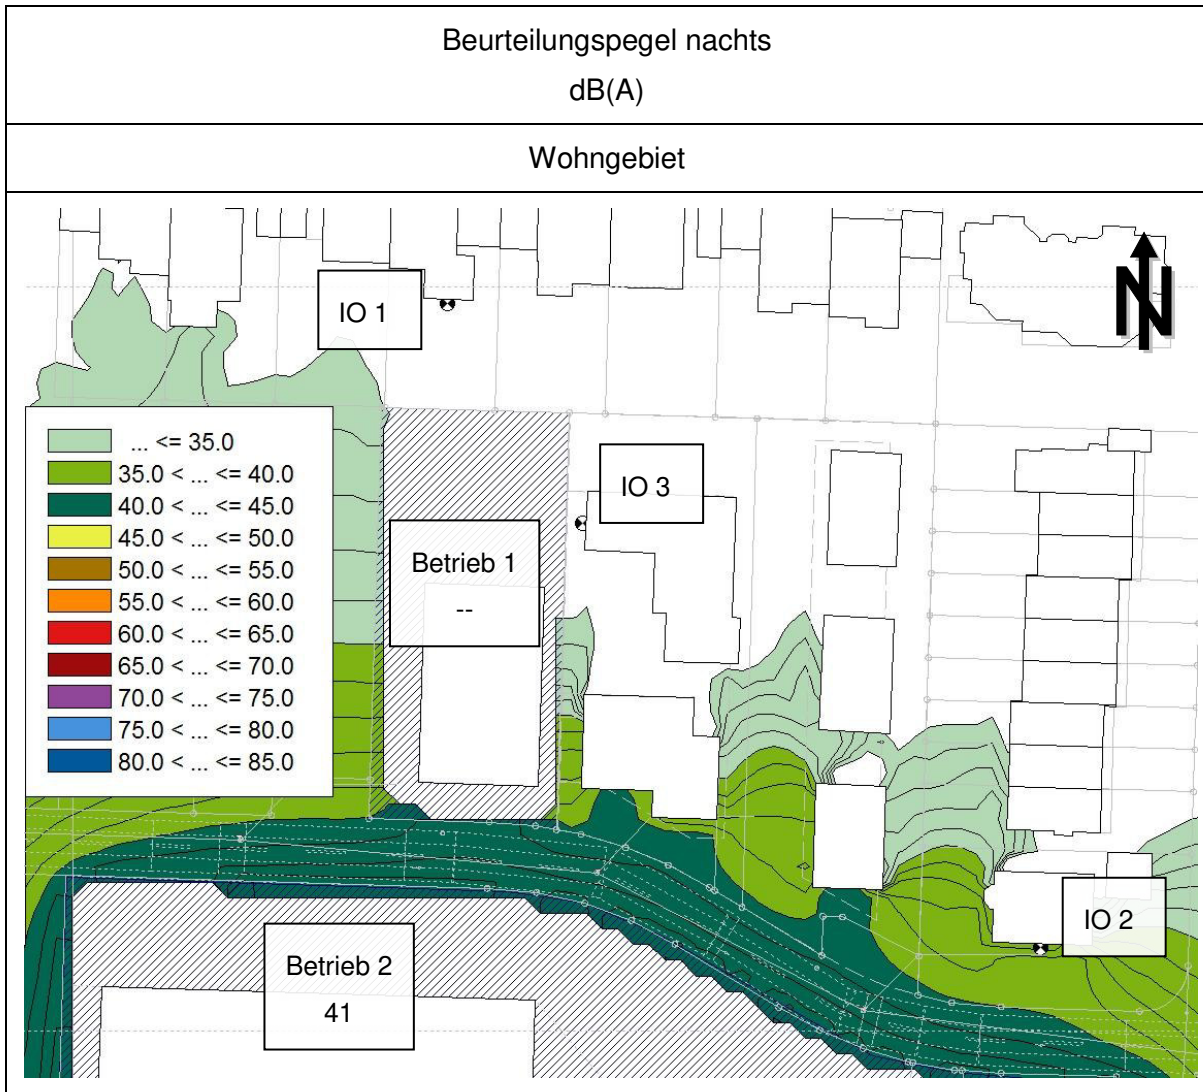 Beurteilungspegel nachts
dB(A)
Wohngebiet
N
IO 1
... <= 35.0
35.0 < ... <= 40.0
40.0 < ... <= 45.0
45.0 < ... <= 50.0
50.0 < ... <= 55.0
55.0 < ... <= 60.0
60.0 < ... <= 65.0
65.0 < ... <= 70.0
70.0 < ... <= 75.0
75.0 < ... <= 80.0
80.0 < ... <= 85.0
IO 3
Betrieb 1
--
IO 2
Betrieb 2
41